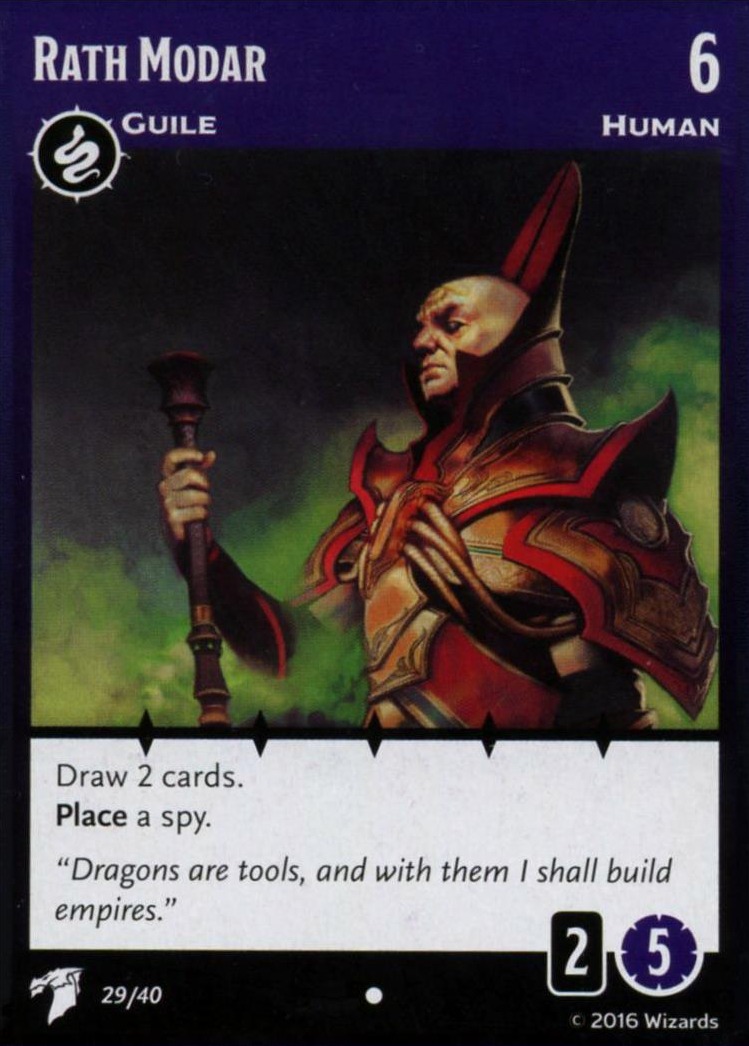 RATH MODAR
6
GUILE
HUMAN
Draw 2 cards.
Place a spy.
“Dragons are tools, and with them I shall build
empires.”
2
5
29/40
© 2016 Wizards